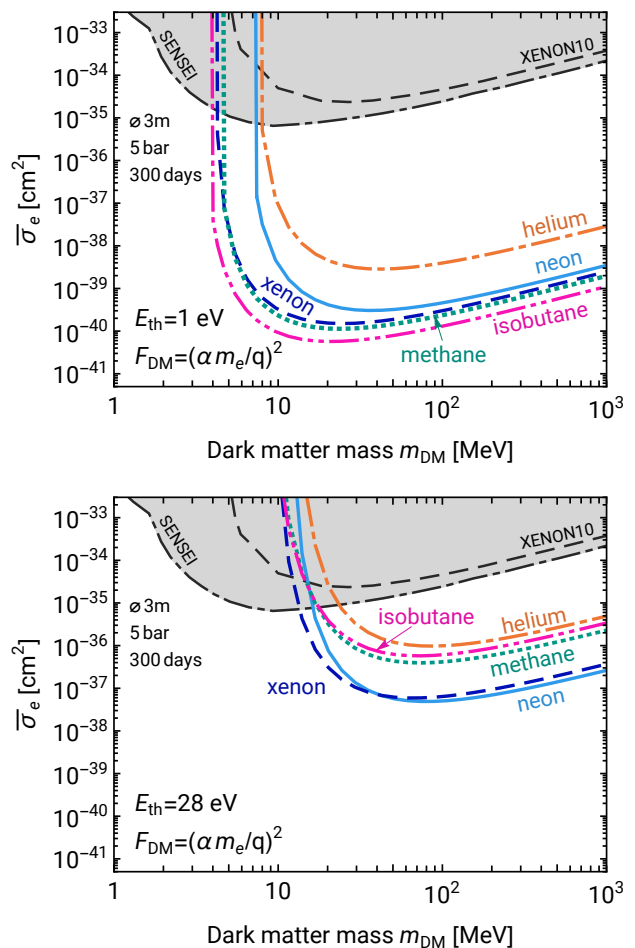 10⁻³³
10⁻³⁴
10⁻³⁵
10⁻³⁶
10⁻³⁷
10⁻³⁸
10⁻³⁹
10⁻⁴⁰
10⁻⁴¹
σ̅ₑ [cm²]
SENSEI
XENON10
⌀ 3m
5 bar
300 days
helium
neon
xenon
isobutane
methane
Eₜₕ=1 eV
F_DM=(α mₑ/q)²
1
10
10²
10³
Dark matter mass m_DM [MeV]
10⁻³³
10⁻³⁴
10⁻³⁵
10⁻³⁶
10⁻³⁷
10⁻³⁸
10⁻³⁹
10⁻⁴⁰
10⁻⁴¹
σ̅ₑ [cm²]
SENSEI
XENON10
⌀ 3m
5 bar
300 days
isobutane
helium
methane
xenon
neon
Eₜₕ=28 eV
F_DM=(α mₑ/q)²
1
10
10²
10³
Dark matter mass m_DM [MeV]